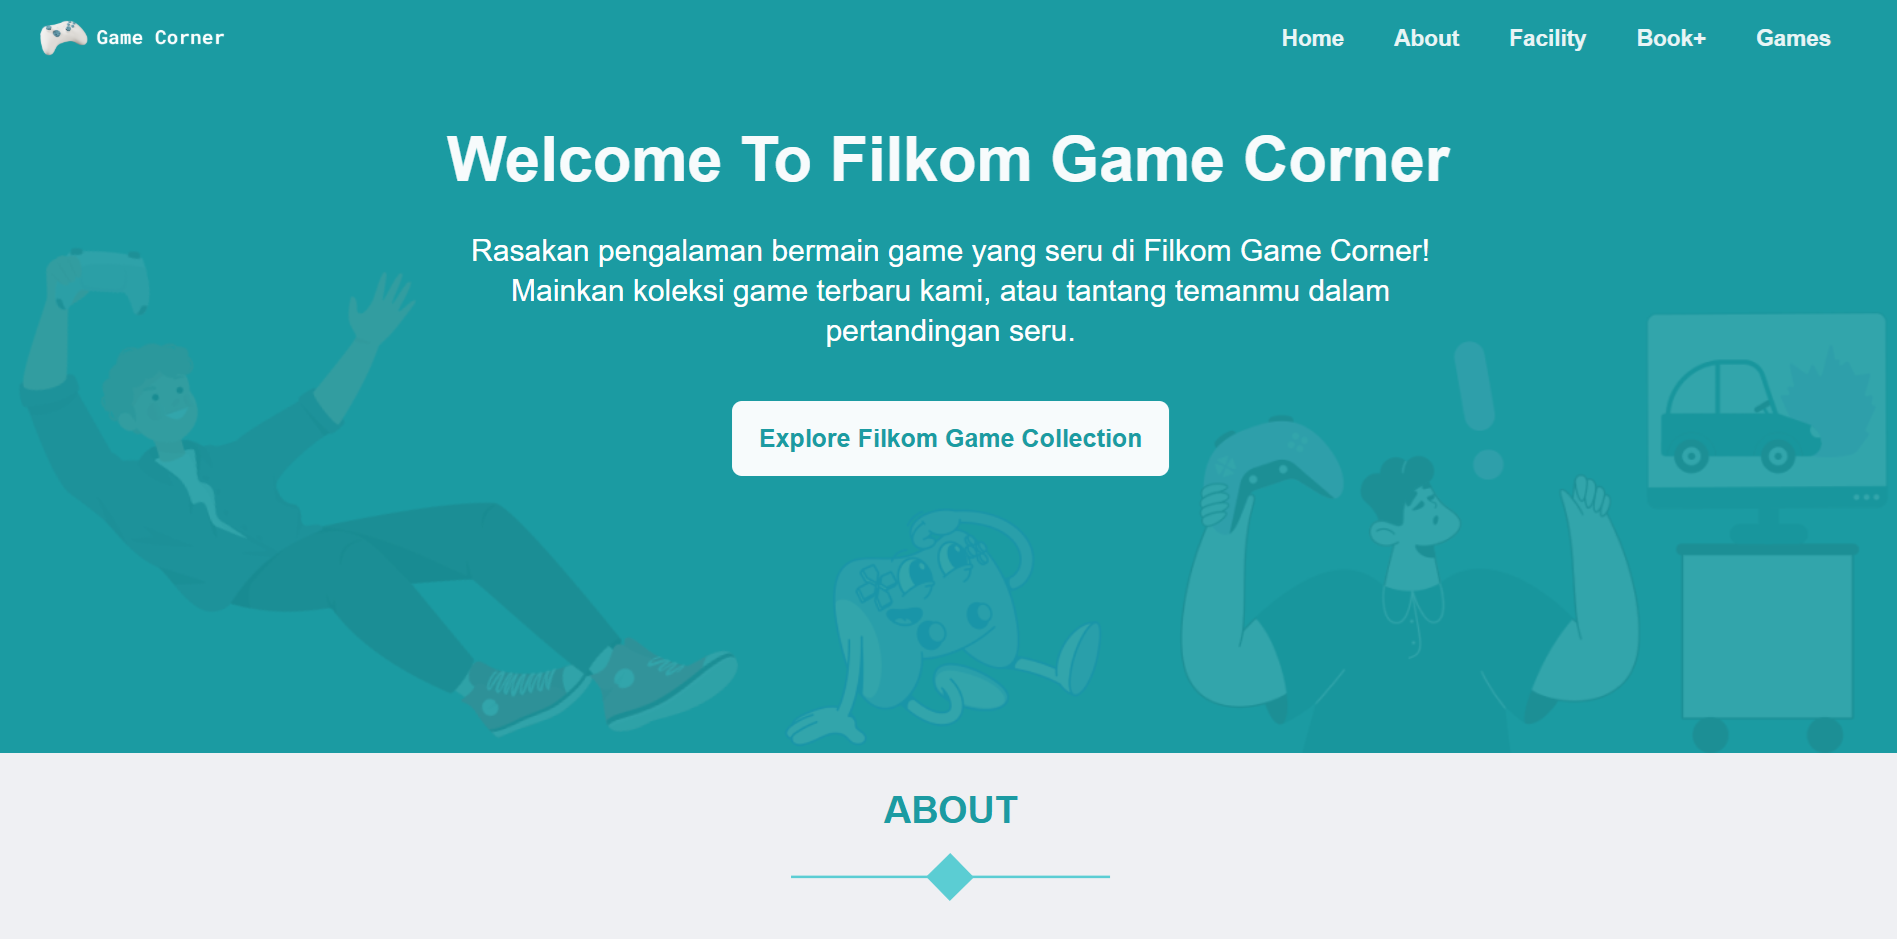 Game Corner
Home About Facility Book+ Games
Welcome To Filkom Game Corner
Rasakan pengalaman bermain game yang seru di Filkom Game Corner!
Mainkan koleksi game terbaru kami, atau tantang temanmu dalam
pertandingan seru.
Explore Filkom Game Collection
ABOUT